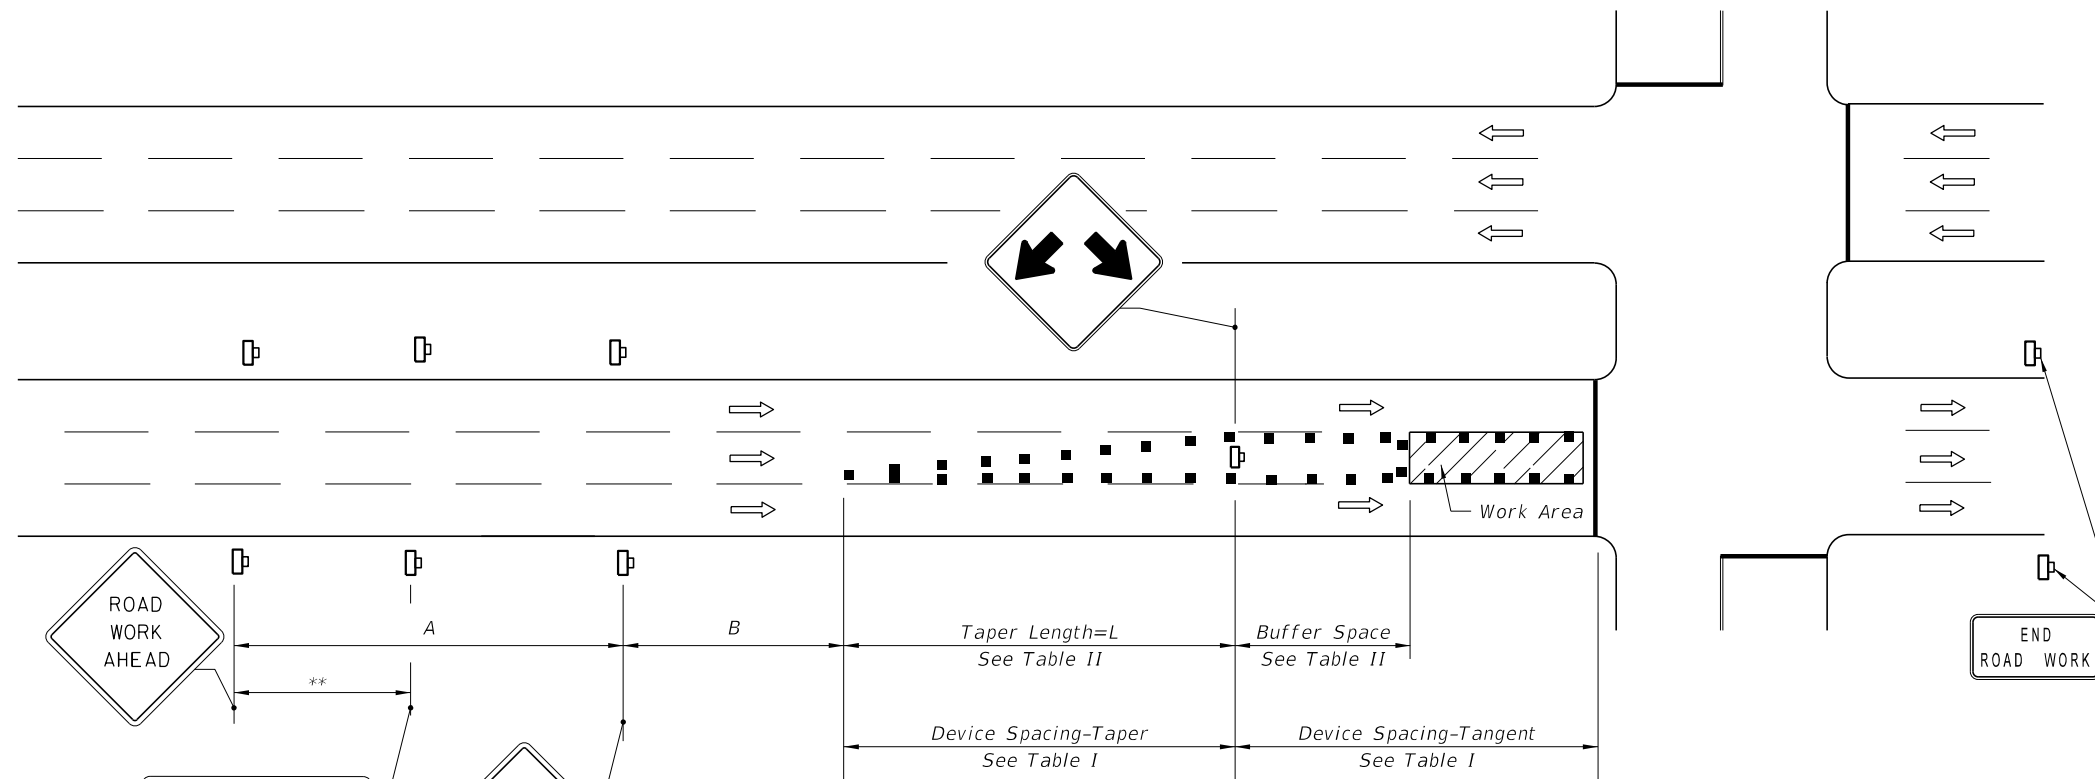 Work Area
ROAD
WORK
AHEAD
A
B
Taper Length=L
See Table II
Buffer Space
See Table II
**
END
ROAD WORK
Device Spacing-Taper
See Table I
Device Spacing-Tangent
See Table I